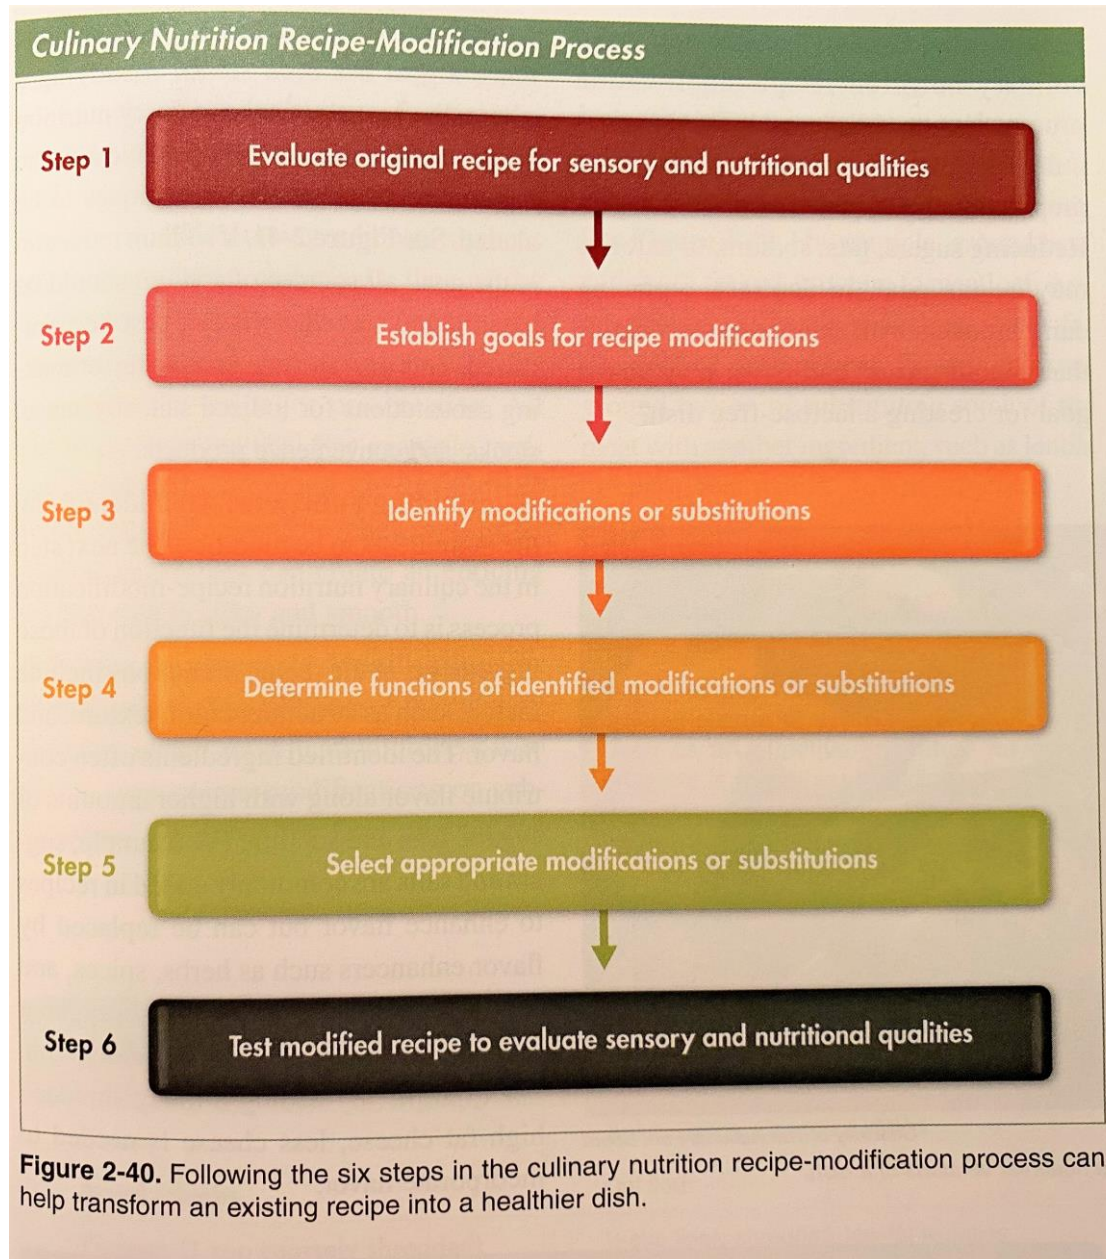 Culinary Nutrition Recipe-Modification Process
Step 1
Evaluate original recipe for sensory and nutritional qualities
Step 2
Establish goals for recipe modifications
Step 3
Identify modifications or substitutions
Step 4
Determine functions of identified modifications or substitutions
Step 5
Select appropriate modifications or substitutions
Step 6
Test modified recipe to evaluate sensory and nutritional qualities
Figure 2-40. Following the six steps in the culinary nutrition recipe-modification process can
help transform an existing recipe into a healthier dish.